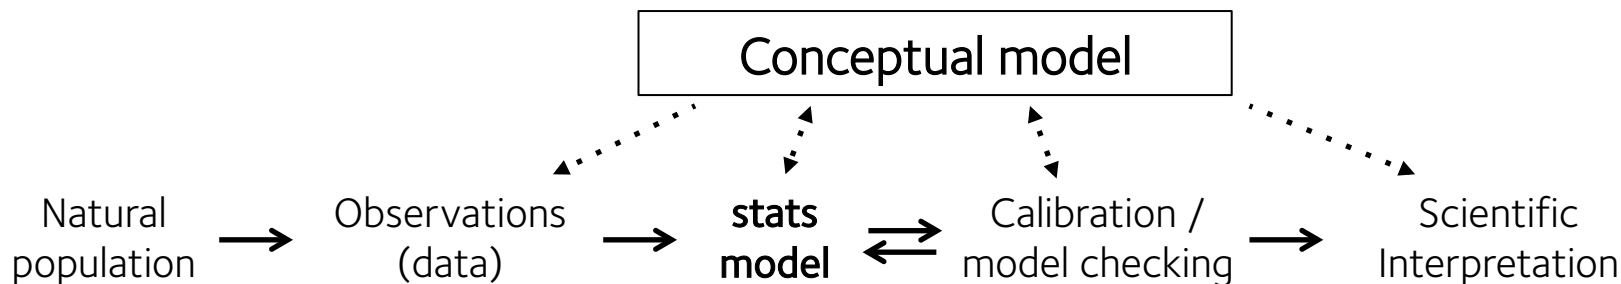 Conceptual model
Natural
population
Observations
(data)
stats
model
Calibration /
model checking
Scientific
Interpretation